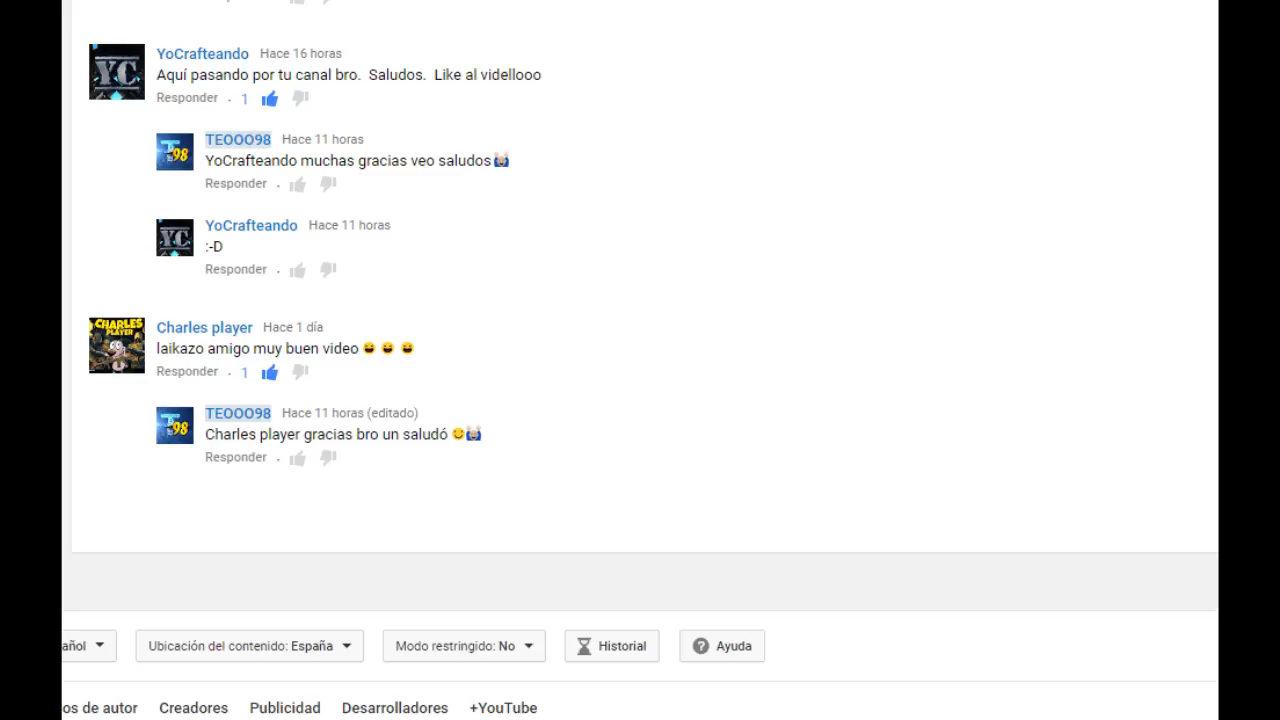 YoCrafteando Hace 16 horas
Aquí pasando por tu canal bro. Saludos. Like al videllooo
Responder . 1
TEOOO98 Hace 11 horas
YoCrafteando muchas gracias veo saludos🙌
Responder .
YoCrafteando Hace 11 horas
:-D
Responder .
CHARLES PLAYER
Charles player Hace 1 día
laikazo amigo muy buen video 😆 😆 😆
Responder . 1
TEOOO98 Hace 11 horas (editado)
Charles player gracias bro un saludó 😊🙌
Responder .
añol Ubicación del contenido: España Modo restringido: No Historial Ayuda
os de autor Creadores Publicidad Desarrolladores +YouTube